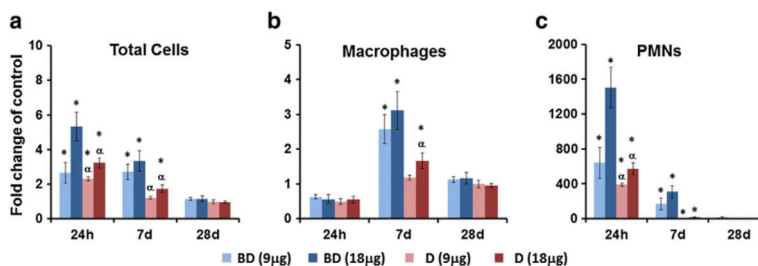 a
Total Cells
Fold change of control
10
8
6
4
2
0
* * * α * α * * α * α
24h 7d 28d
b
Macrophages
5
4
3
2
1
0
* * α
24h 7d 28d
c
PMNs
2000
1600
1200
800
400
0
* * * α * α * * * *
24h 7d 28d
BD (9μg) BD (18μg) D (9μg) D (18μg)